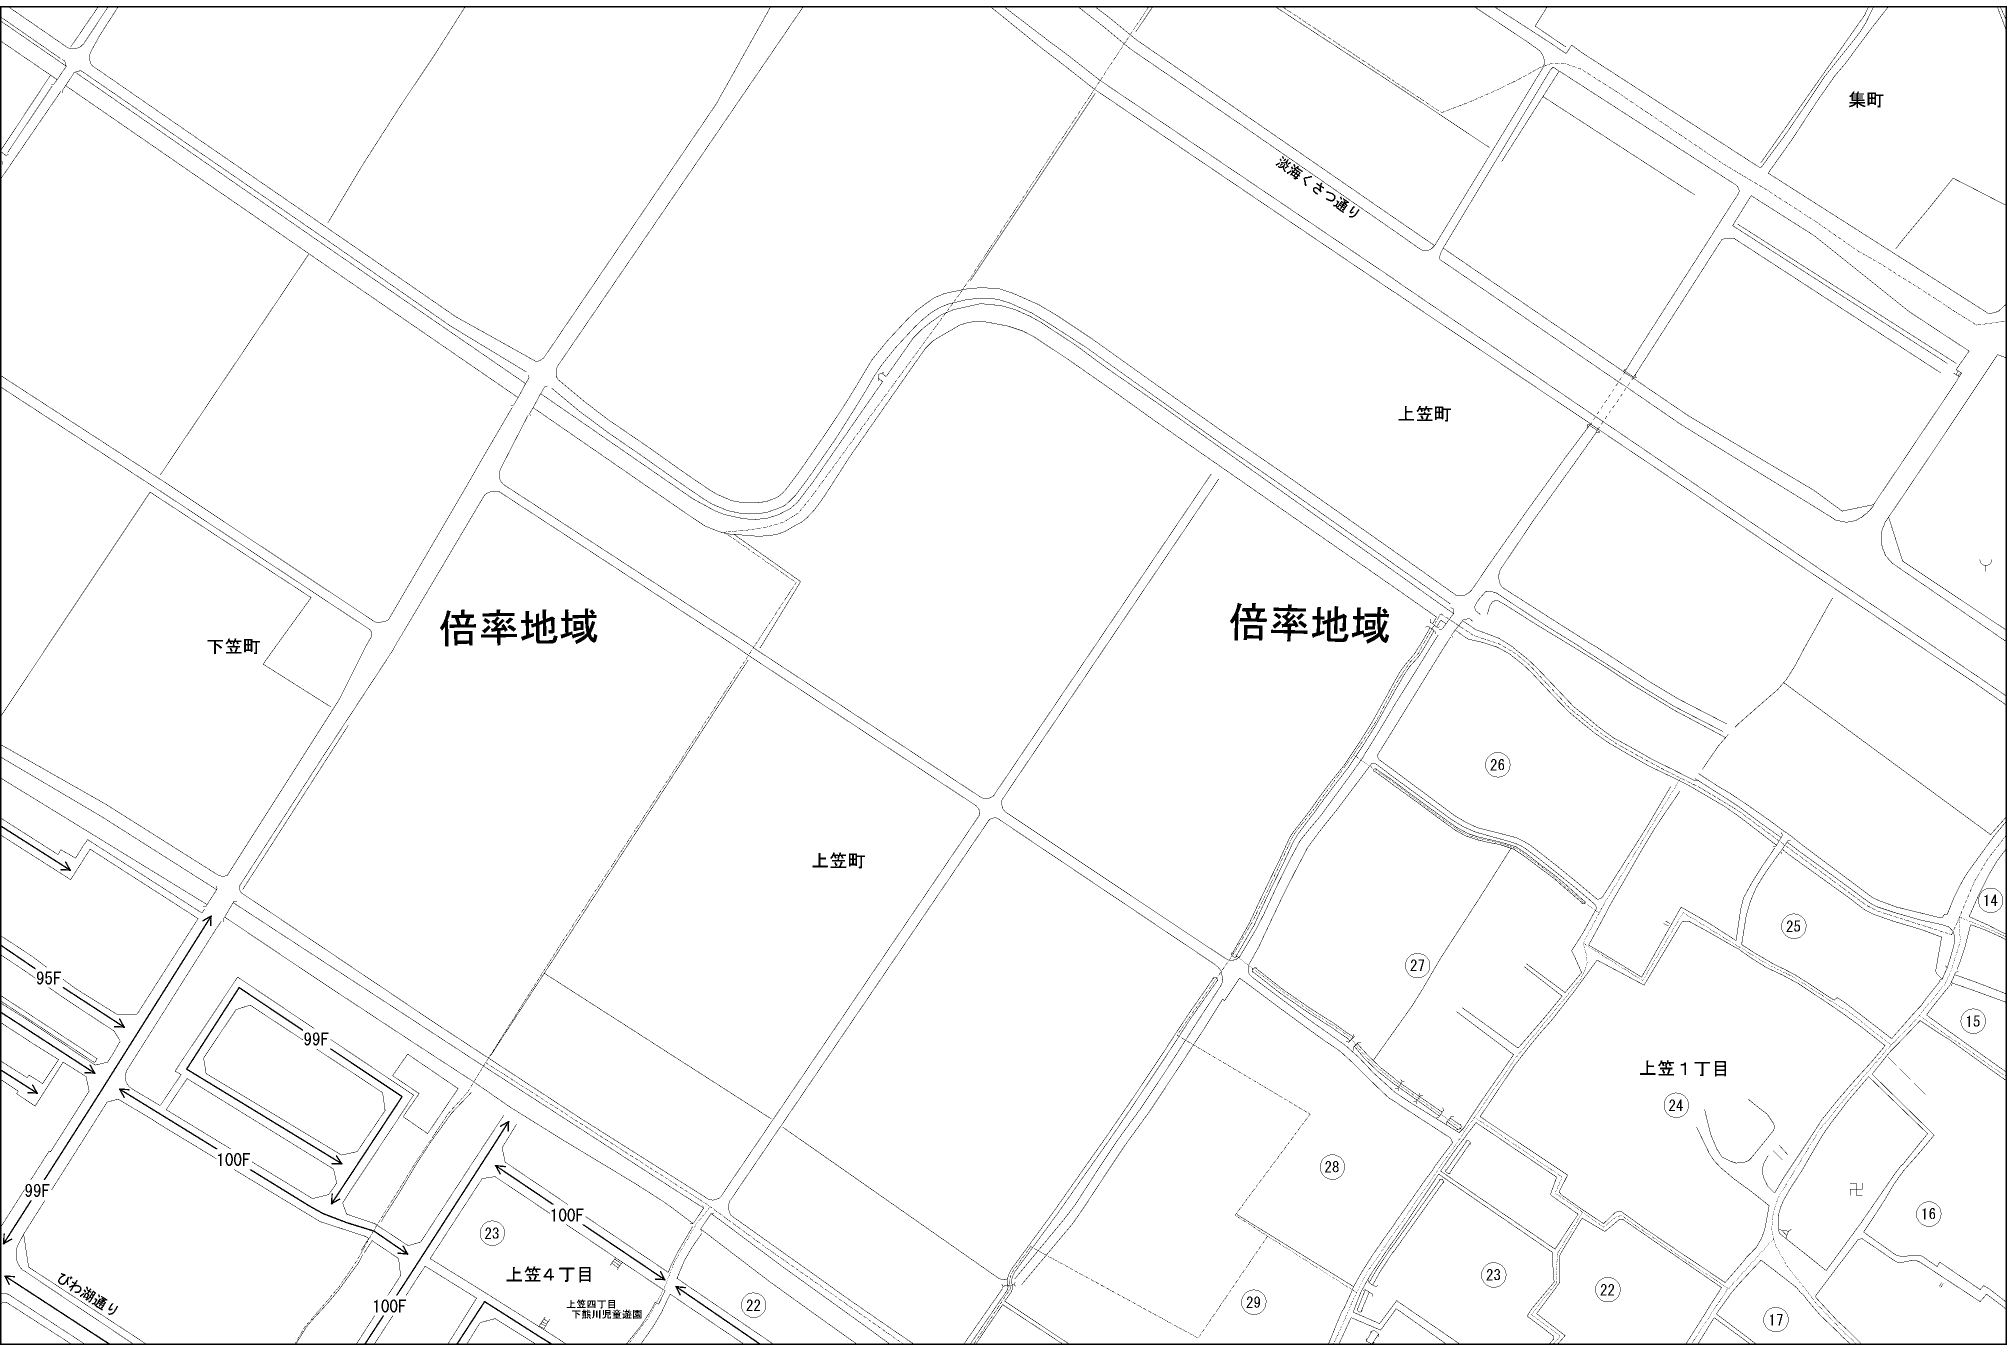 集町
淡海くさつ通り
上笠町
倍率地域
倍率地域
下笠町
26
上笠町
14
25
27
95F
15
99F
上笠１丁目
24
100F
28
99F
16
100F
23
上笠４丁目
23
22
びわ湖通り
100F
上笠四丁目
下熊川児童遊園
22
29
17
卍